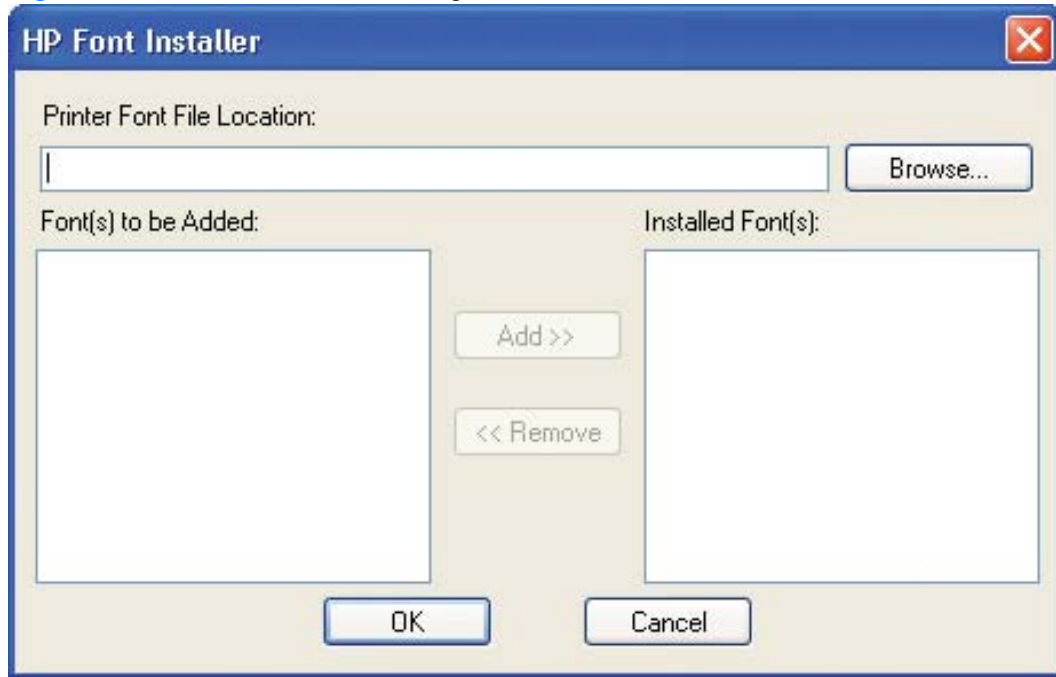 HP Font Installer
Printer Font File Location:
Browse...
Font(s) to be Added:
Installed Font(s):
Add >>
<< Remove
OK
Cancel